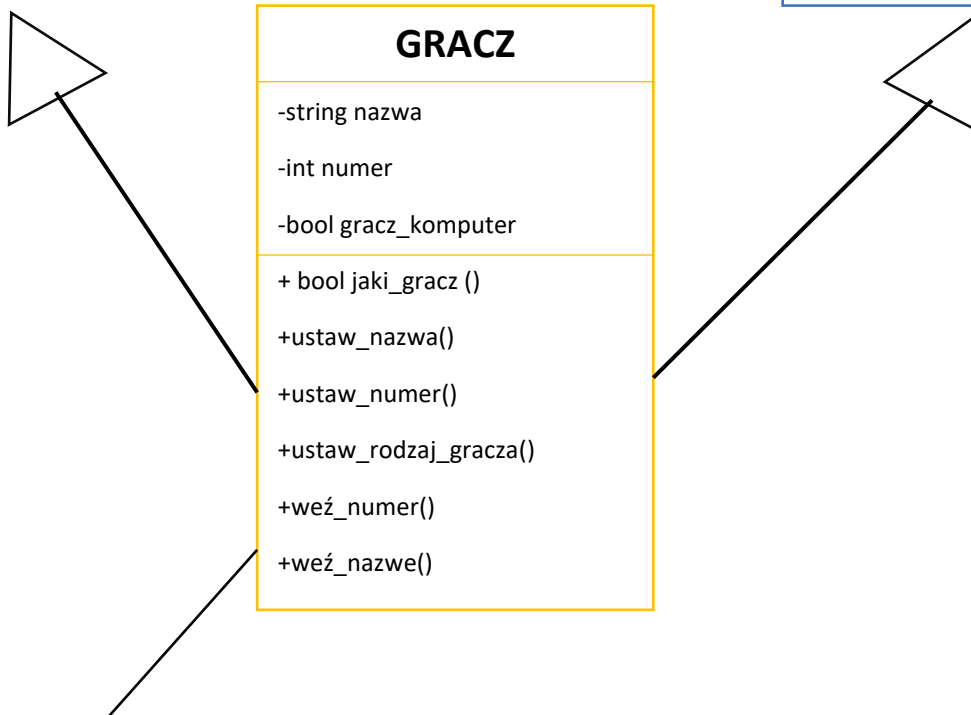 GRACZ
-string nazwa
-int numer
-bool gracz_komputer
+ bool jaki_gracz ()
+ustaw_nazwa()
+ustaw_numer()
+ustaw_rodzaj_gracza()
+weź_numer()
+weź_nazwe()